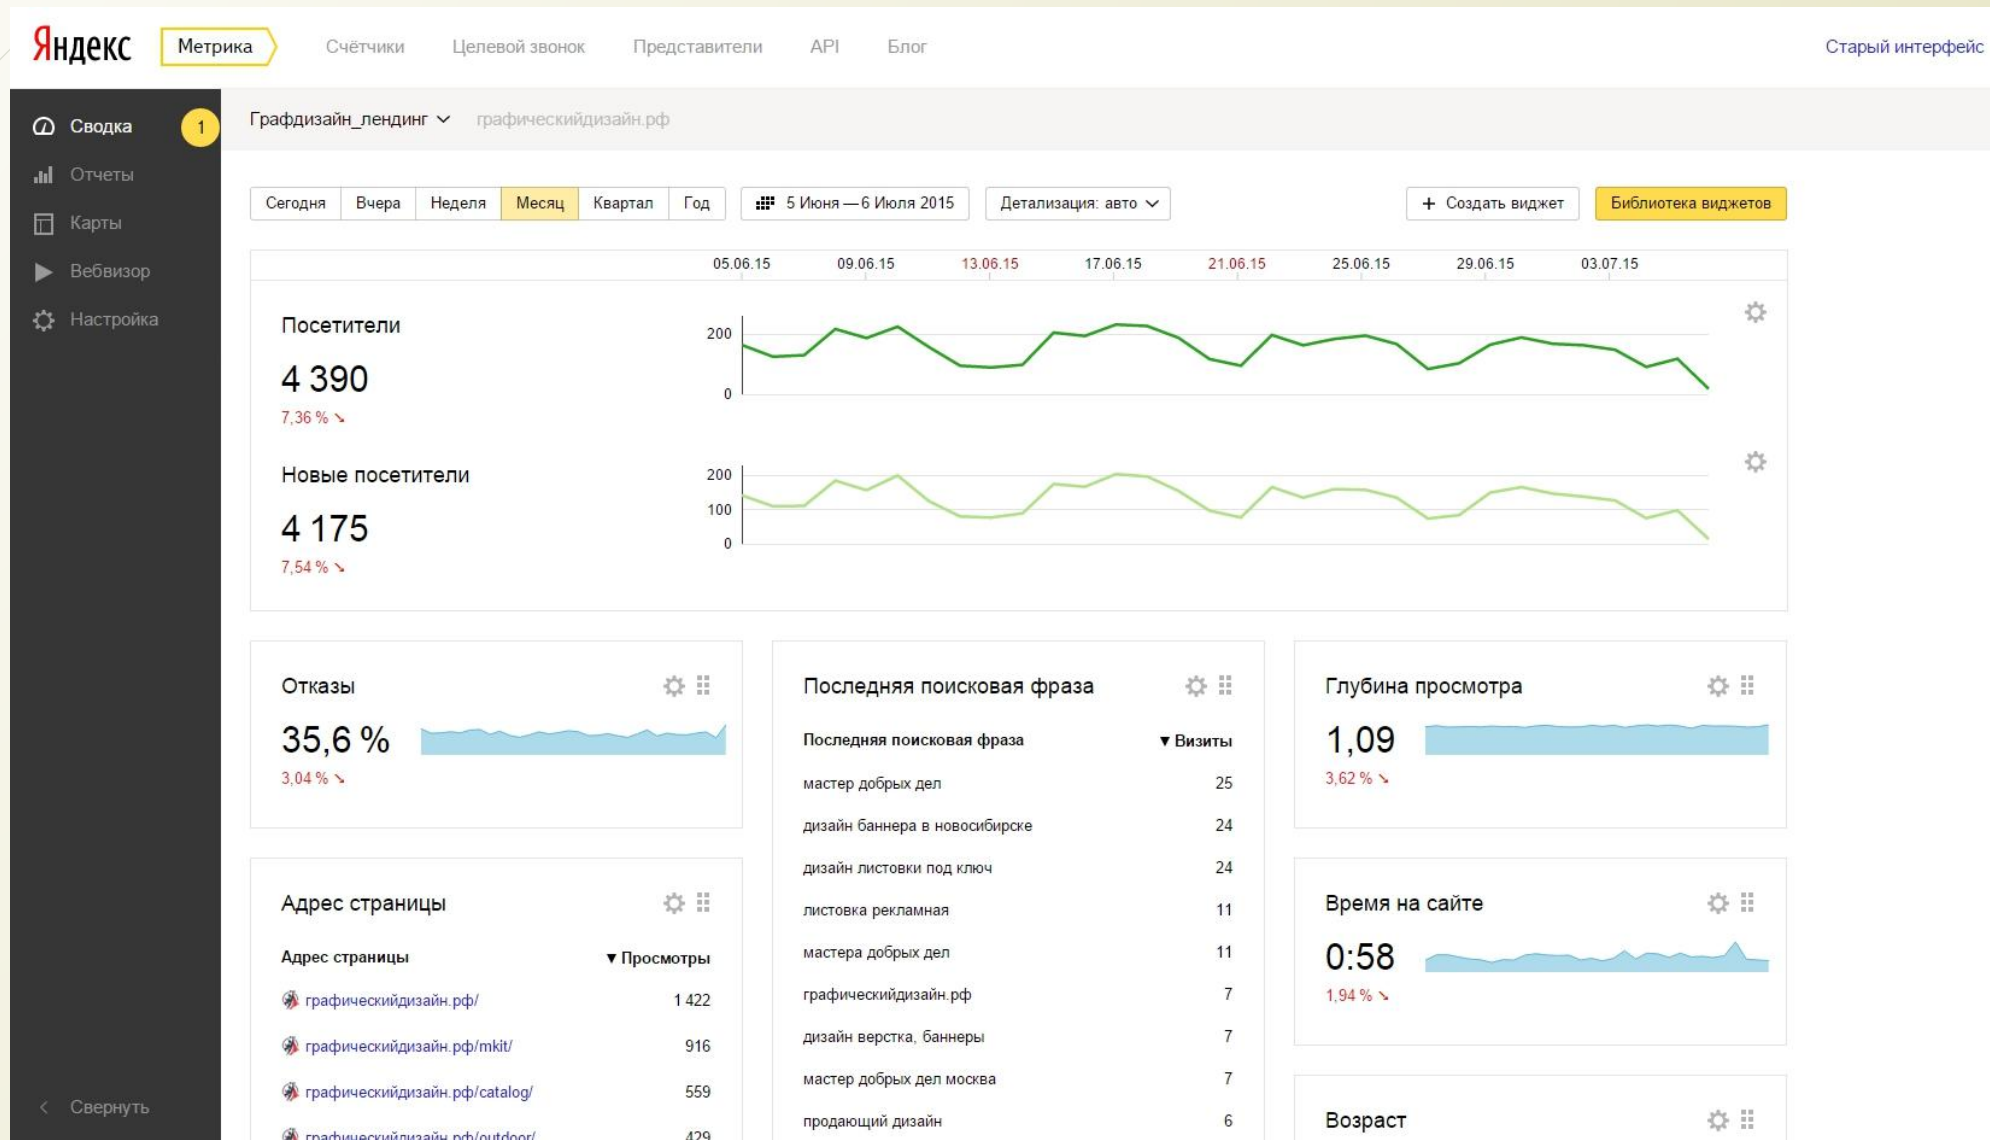 Яндекс Метрика Счётчики Целевой звонок Представители API Блог Старый интерфейс
Сводка 1
Отчеты
Карты
Вебвизор
Настройка
Свернуть
Графдизайн_лендинг графическийдизайн.рф
Сегодня Вчера Неделя Месяц Квартал Год 5 Июня — 6 Июля 2015 Детализация: авто + Создать виджет Библиотека виджетов
05.06.15 09.06.15 13.06.15 17.06.15 21.06.15 25.06.15 29.06.15 03.07.15
Посетители
4 390
7,36 % ↘
200
0
Новые посетители
4 175
7,54 % ↘
200
100
0
Отказы
35,6 %
3,04 % ↘
Адрес страницы
Адрес страницы ▼ Просмотры
графическийдизайн.рф/ 1 422
графическийдизайн.рф/mkit/ 916
графическийдизайн.рф/catalog/ 559
графическийдизайн.рф/outdoor/ 429
Последняя поисковая фраза
Последняя поисковая фраза ▼ Визиты
мастер добрых дел 25
дизайн баннера в новосибирске 24
дизайн листовки под ключ 24
листовка рекламная 11
мастера добрых дел 11
графическийдизайн.рф 7
дизайн верстка, баннеры 7
мастер добрых дел москва 7
продающий дизайн 6
Глубина просмотра
1,09
3,62 % ↘
Время на сайте
0:58
1,94 % ↘
Возраст